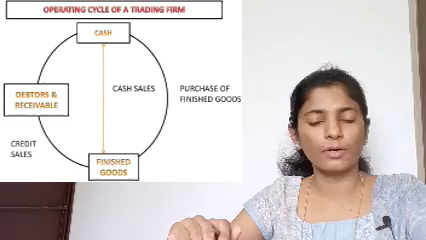 OPERATING CYCLE OF A TRADING FIRM
CASH
CASH SALES
PURCHASE OF
FINISHED GOODS
DEBTORS &
RECEIVABLE
CREDIT
SALES
FINISHED
GOODS